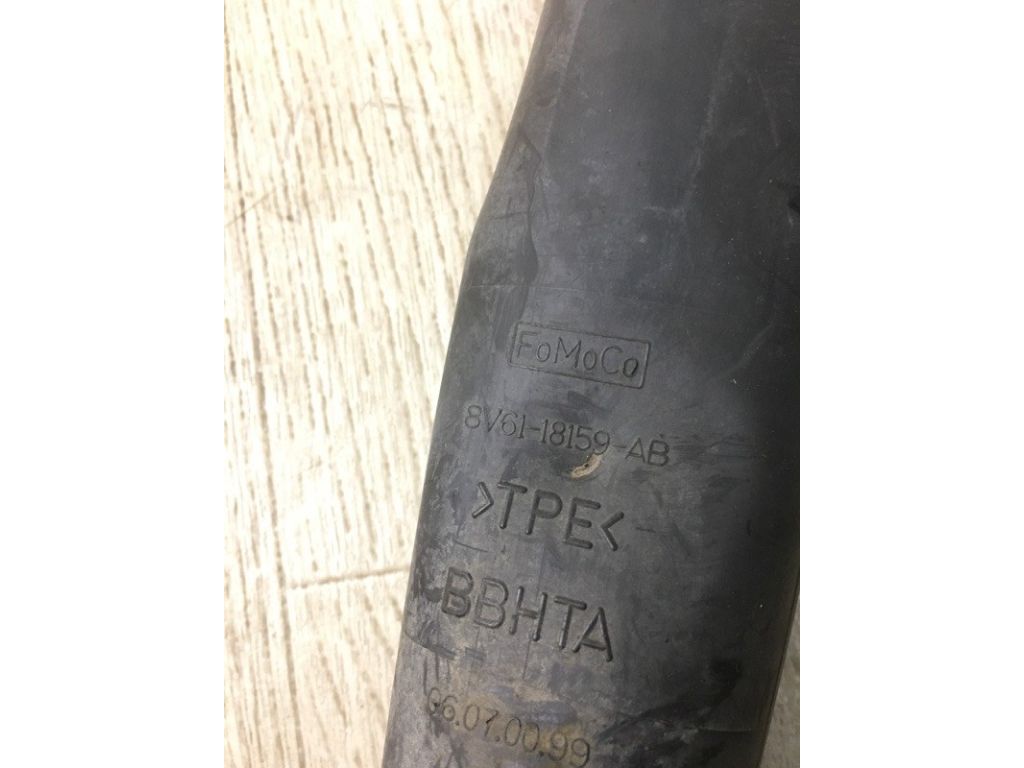 FoMoCo
8V61-18159-AB
>TPE<
BBHTA
06.07.00.99